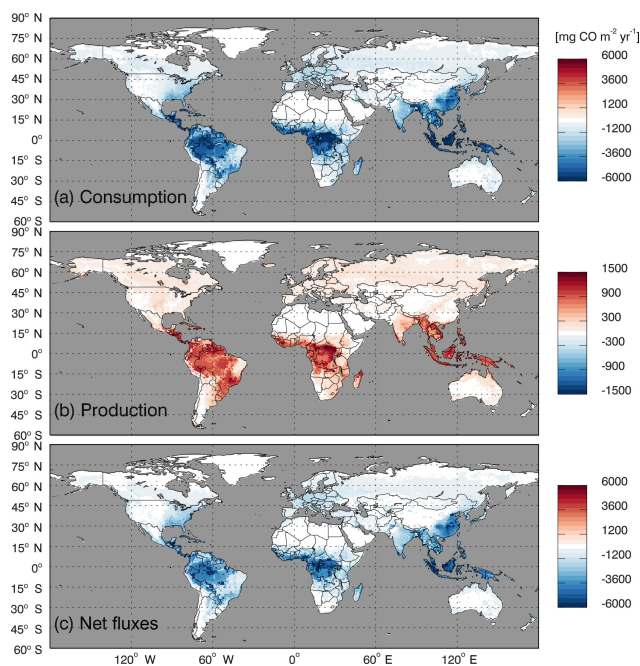 [mg CO m⁻² yr⁻¹]
90° N
75° N
60° N
45° N
30° N
15° N
0°
15° S
30° S
45° S
60° S
(a) Consumption
6000
3600
1200
-1200
-3600
-6000
90° N
75° N
60° N
45° N
30° N
15° N
0°
15° S
30° S
45° S
60° S
(b) Production
1500
900
300
-300
-900
-1500
90° N
75° N
60° N
45° N
30° N
15° N
0°
15° S
30° S
45° S
60° S
(c) Net fluxes
6000
3600
1200
-1200
-3600
-6000
120° W
60° W
0°
60° E
120° E